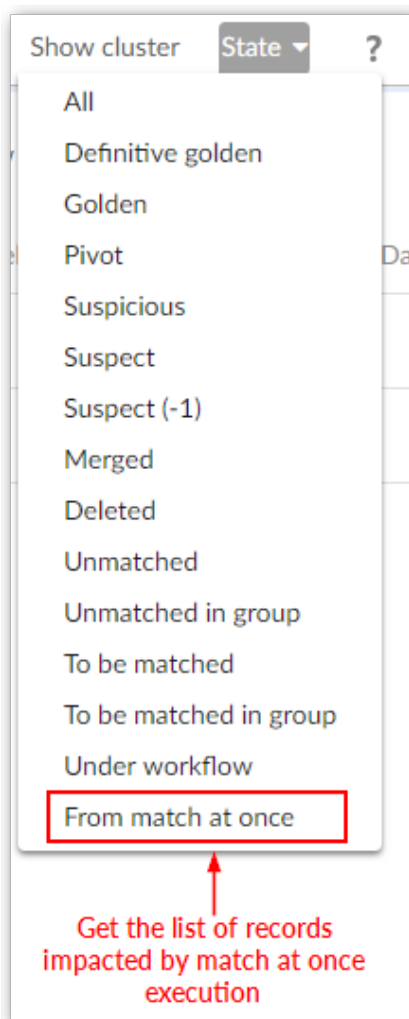 Show cluster State ?
All
Definitive golden
Golden
Pivot
Da
Suspicious
Suspect
Suspect (-1)
Merged
Deleted
Unmatched
Unmatched in group
To be matched
To be matched in group
Under workflow
From match at once
Get the list of records
impacted by match at once
execution